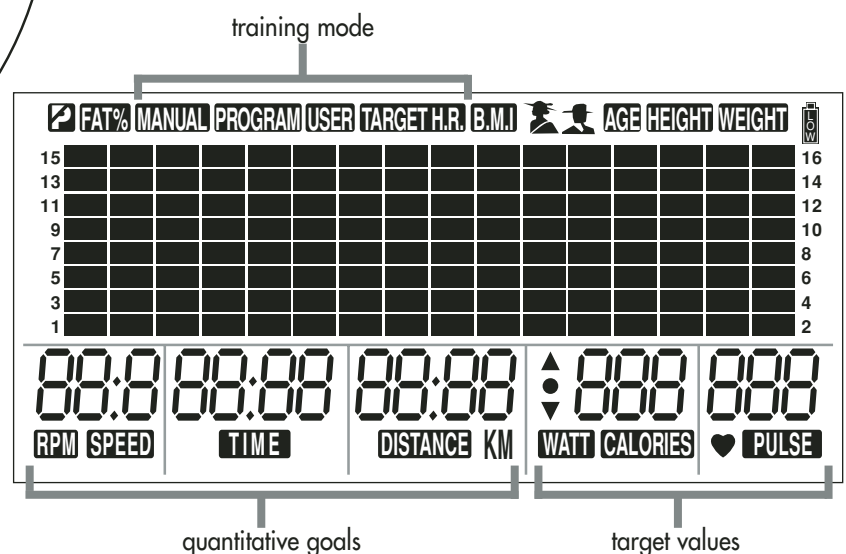 training mode
FAT% MANUAL PROGRAM USER TARGET H.R. B.M.I AGE HEIGHT WEIGHT LOW
15 16
13 14
11 12
9 10
7 8
5 6
3 4
1 2
88:8 88:88 88:88 888 888
RPM SPEED TIME DISTANCE KM WATT CALORIES PULSE
quantitative goals target values